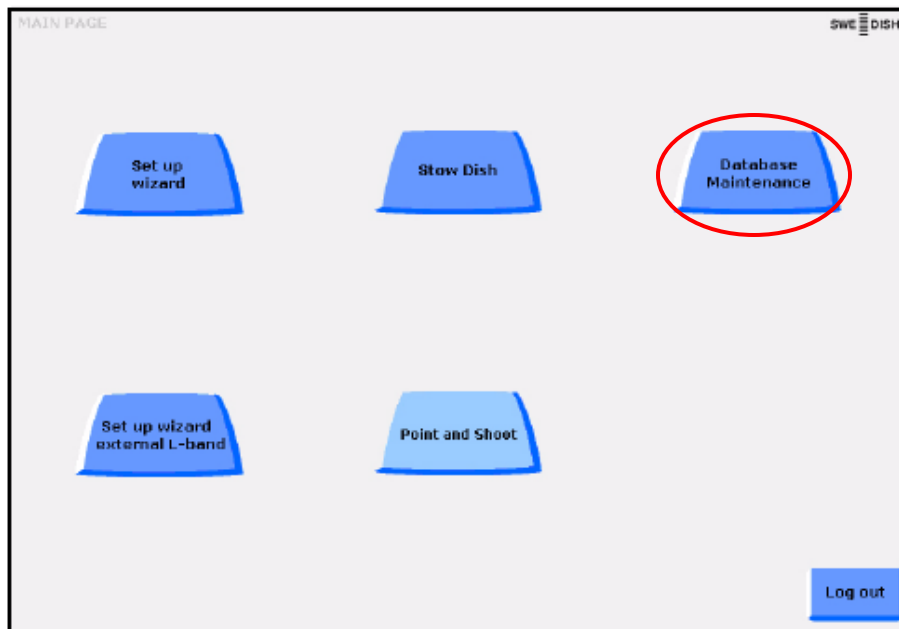 MAIN PAGE
SWE DISH
Set up
wizard
Stow Dish
Database
Maintenance
Set up wizard
external L-band
Point and Shoot
Log out